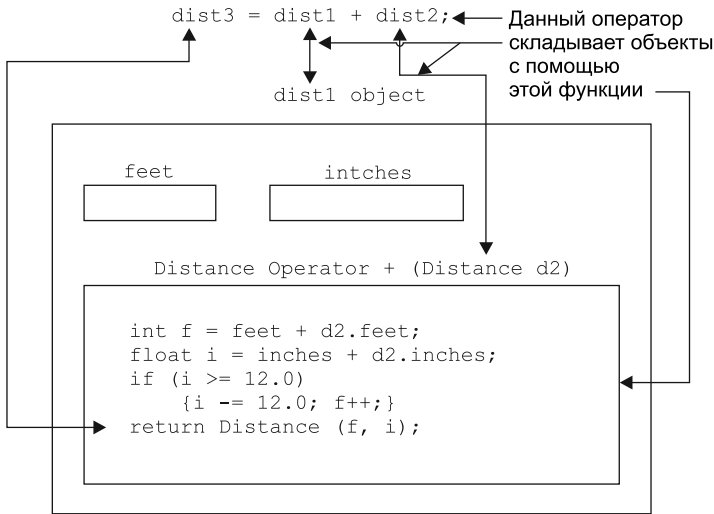 dist3 = dist1 + dist2;
Данный оператор
складывает объекты
с помощью
этой функции
dist1 object
feet
intches
Distance Operator + (Distance d2)
int f = feet + d2.feet;
float i = inches + d2.inches;
if (i >= 12.0)
{i -= 12.0; f++;}
return Distance (f, i);